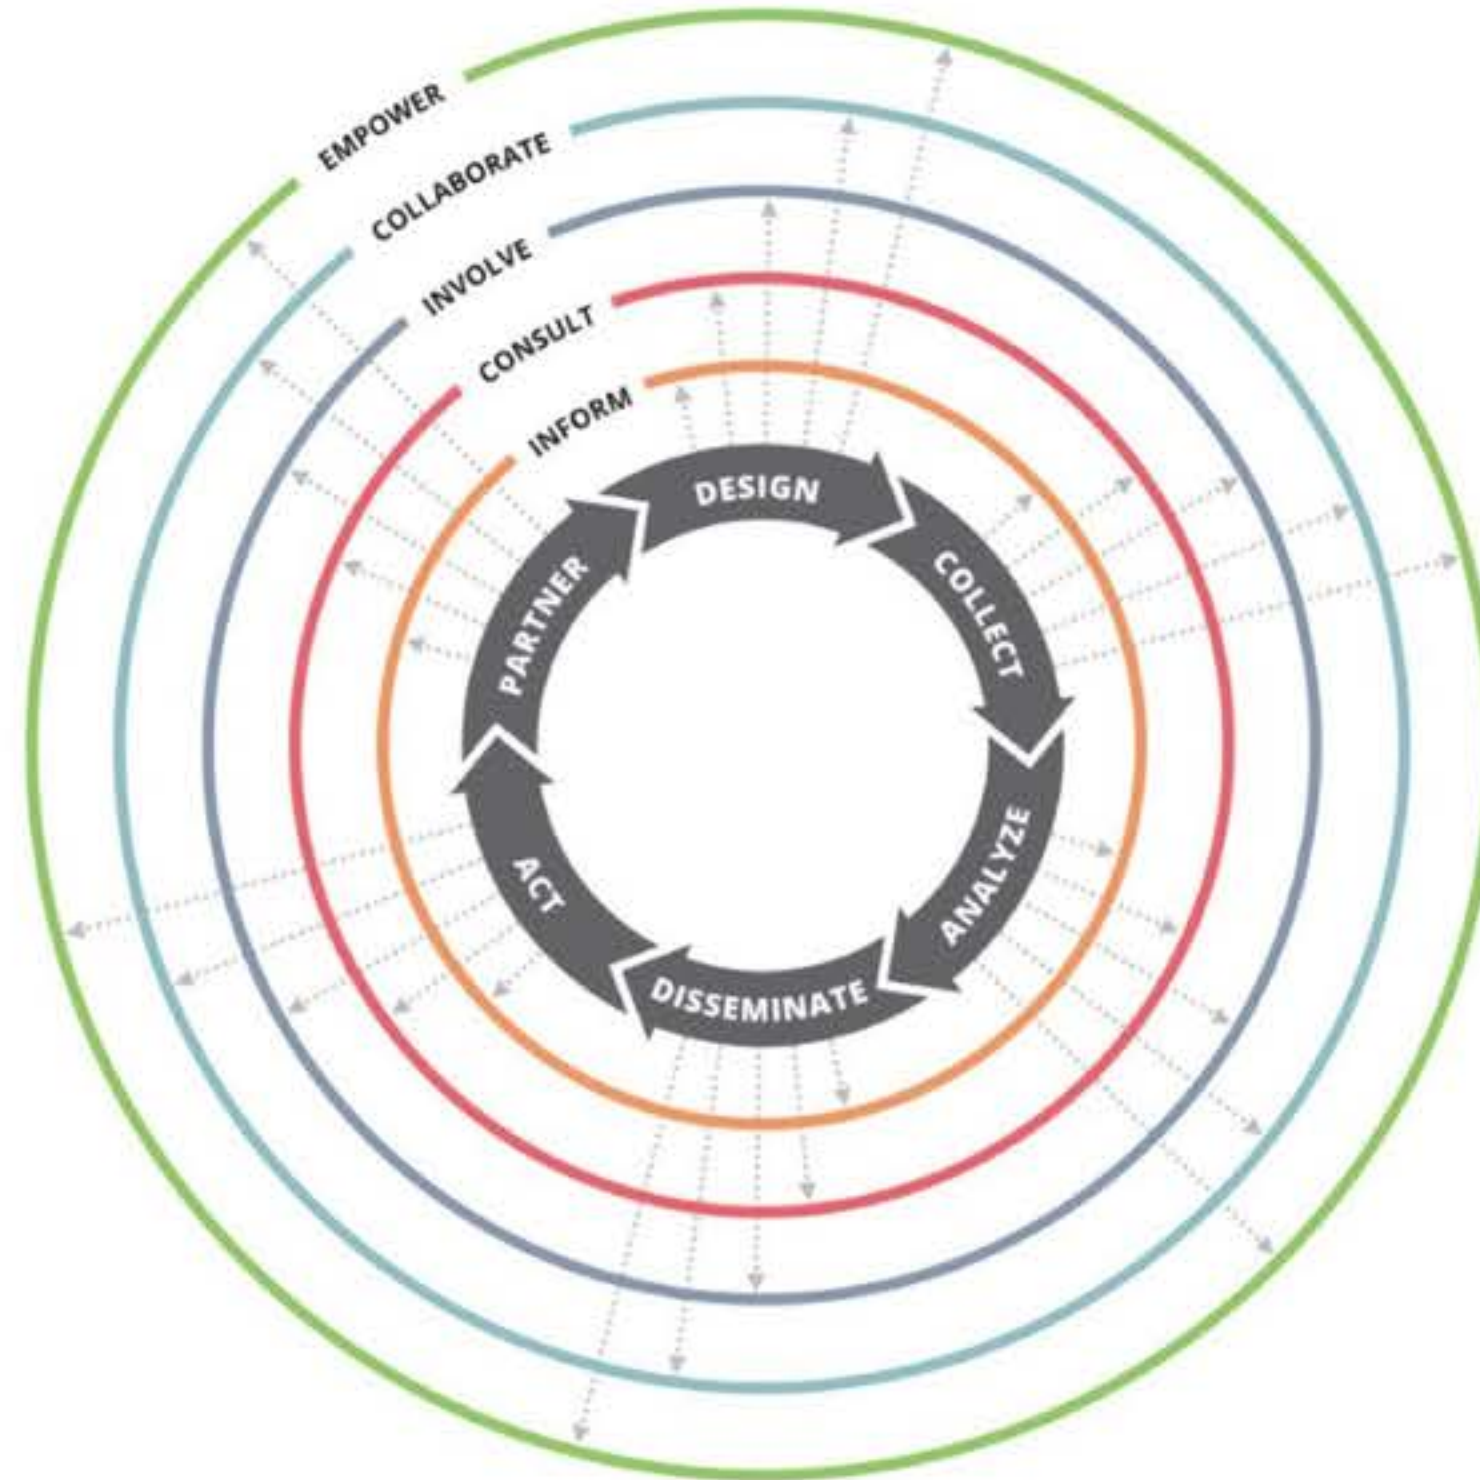 EMPOWER
COLLABORATE
INVOLVE
CONSULT
INFORM
DESIGN
COLLECT
ANALYZE
DISSEMINATE
ACT
PARTNER